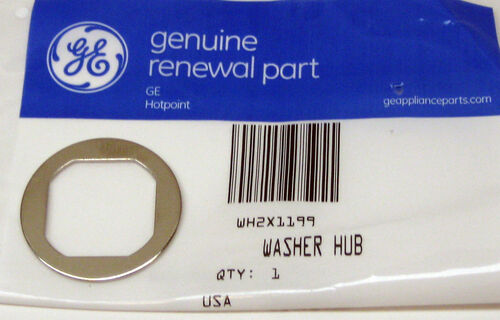 GE
genuine
renewal part
GE
Hotpoint
geapplianceparts.com
WH2X1199
WASHER HUB
QTY: 1
USA